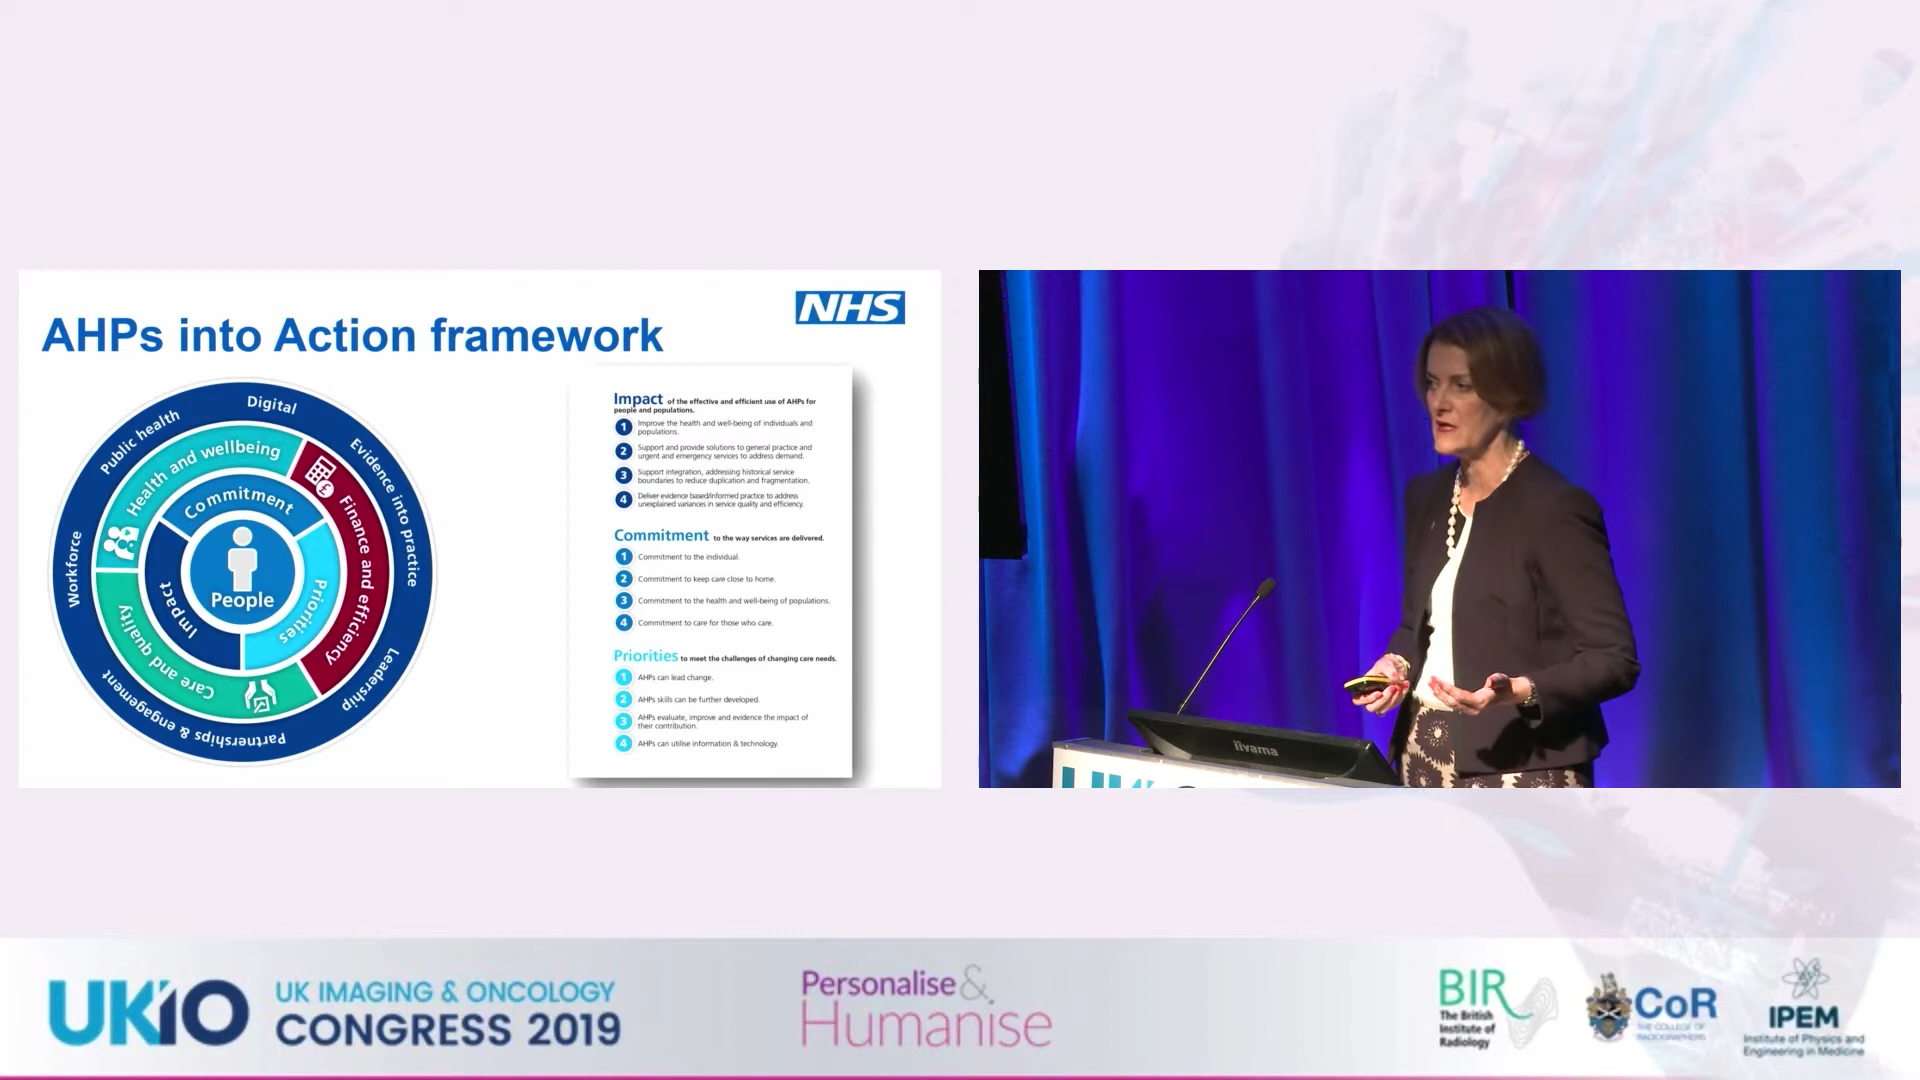 AHPs into Action framework
NHS
Digital
Public health
Evidence into practice
Workforce
Leadership
Partnerships & engagement
Health and wellbeing
Finance and efficiency
£
Care and quality
Commitment
Priorities
Impact
People
Impact of the effective and efficient use of AHPs for
people and populations.
1 Improve the health and well-being of individuals and
populations.
2 Support and provide solutions to general practice and
urgent and emergency services to address demand.
3 Support integration, addressing historical service
boundaries to reduce duplication and fragmentation.
4 Deliver evidence based/informed practice to address
unexplained variances in service quality and efficiency.
Commitment to the way services are delivered.
1 Commitment to the individual.
2 Commitment to keep care close to home.
3 Commitment to the health and well-being of populations.
4 Commitment to care for those who care.
Priorities to meet the challenges of changing care needs.
1 AHPs can lead change.
2 AHPs skills can be further developed.
3 AHPs evaluate, improve and evidence the impact of
their contribution.
4 AHPs can utilise information & technology.
iiyama
UKIO
UK IMAGING & ONCOLOGY
CONGRESS 2019
Personalise &
Humanise
BIR
The British
Institute of
Radiology
CoR
THE COLLEGE OF
RADIOGRAPHERS
IPEM
Institute of Physics and
Engineering in Medicine